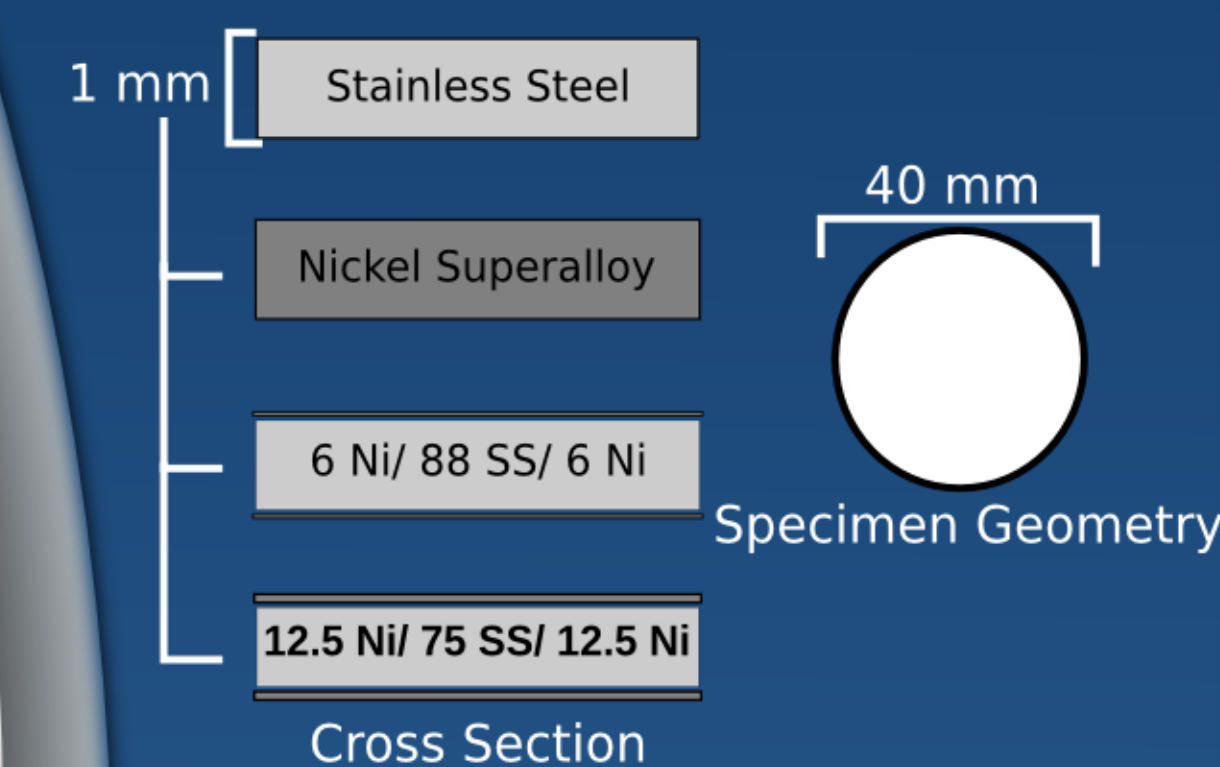 1 mm
Stainless Steel
Nickel Superalloy
6 Ni/ 88 SS/ 6 Ni
12.5 Ni/ 75 SS/ 12.5 Ni
Cross Section
40 mm
Specimen Geometry